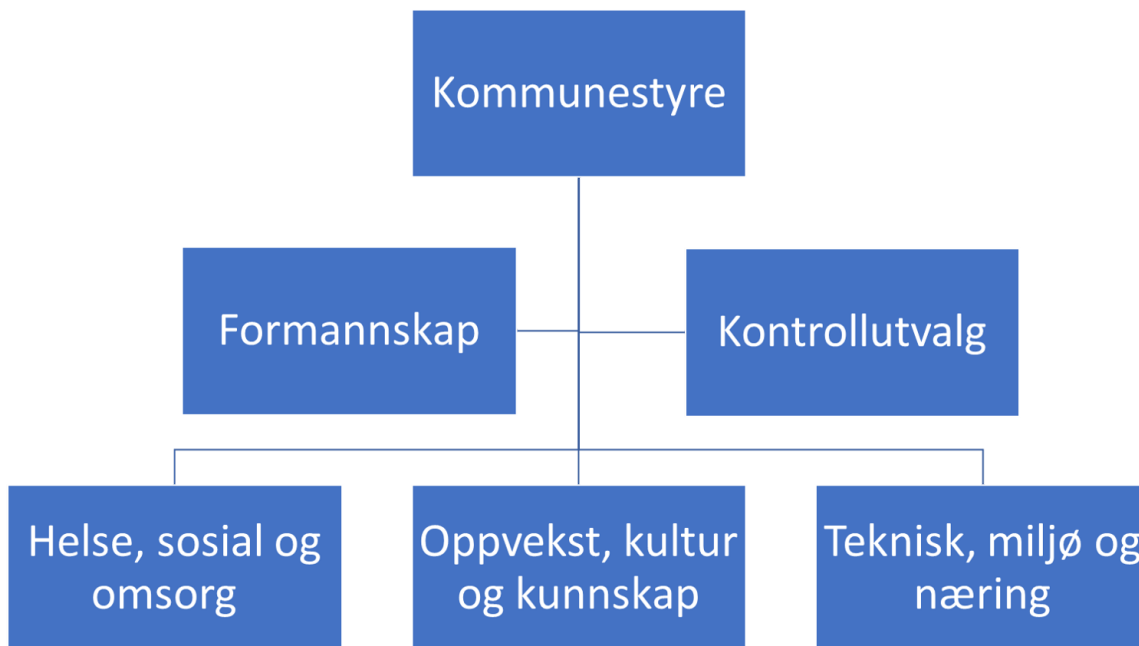 Kommunestyre
Formannskap
Kontrollutvalg
Helse, sosial og
omsorg
Oppvekst, kultur
og kunnskap
Teknisk, miljø og
næring